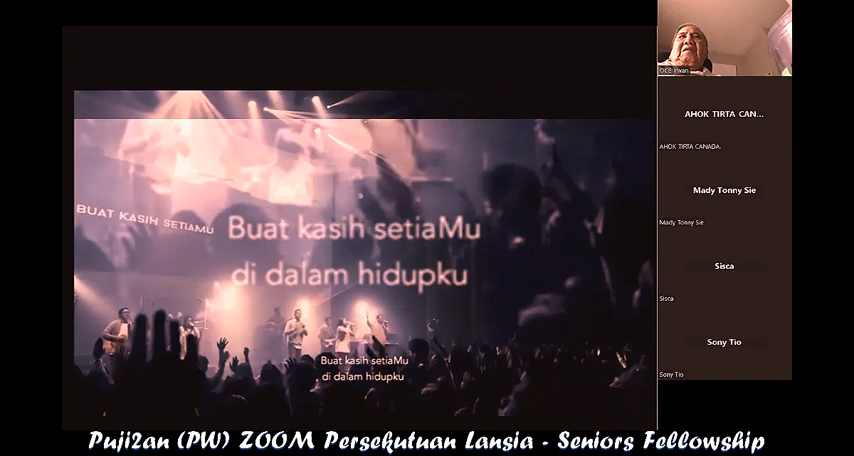 BUAT KASIH SETIAMU
Buat kasih setiaMu
di dalam hidupku
Buat kasih setiaMu
di dalam hidupku
OCE Irwan
AHOK TIRTA CAN...
AHOK TIRTA CANADA.
Mady Tonny Sie
Mady Tonny Sie
Sisca
Sisca
Sony Tio
Sony Tio
Puji2an (PW) ZOOM Persekutuan Lansia - Seniors Fellowship